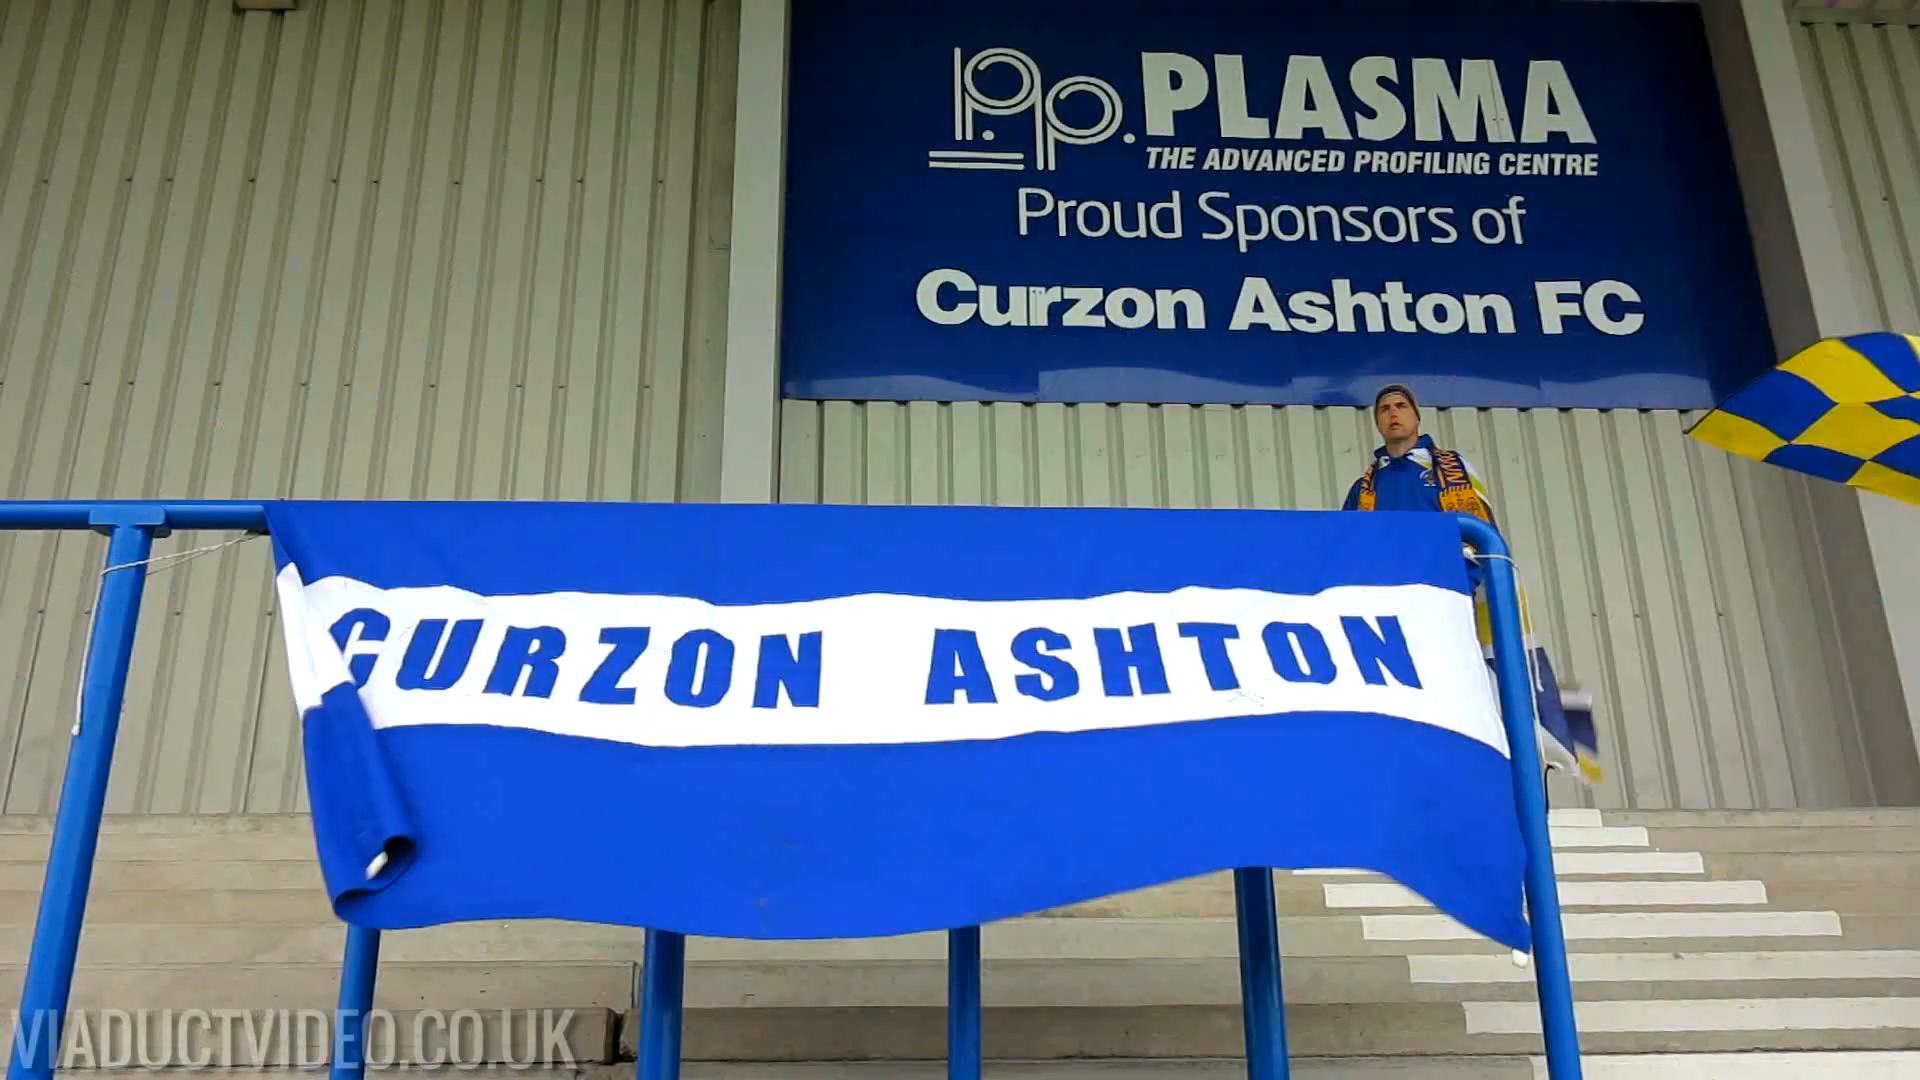 P.P. PLASMA
THE ADVANCED PROFILING CENTRE
Proud Sponsors of
Curzon Ashton FC
CURZON ASHTON
VIADUCTVIDEO.CO.UK